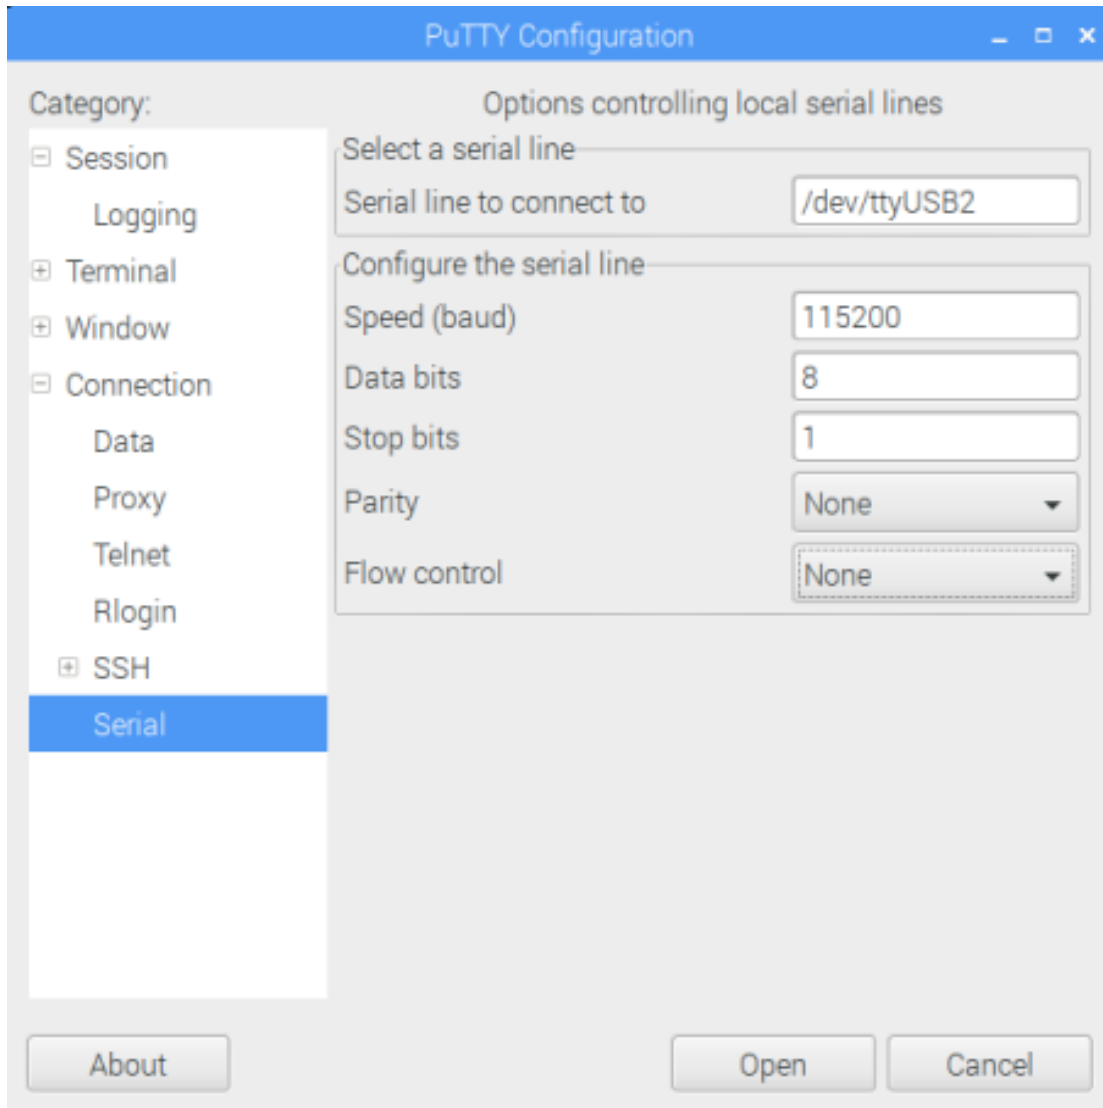 PuTTY Configuration
Category:
Session
Logging
Terminal
Window
Connection
Data
Proxy
Telnet
Rlogin
SSH
Serial
Options controlling local serial lines
Select a serial line
Serial line to connect to /dev/ttyUSB2
Configure the serial line
Speed (baud) 115200
Data bits 8
Stop bits 1
Parity None
Flow control None
About Open Cancel